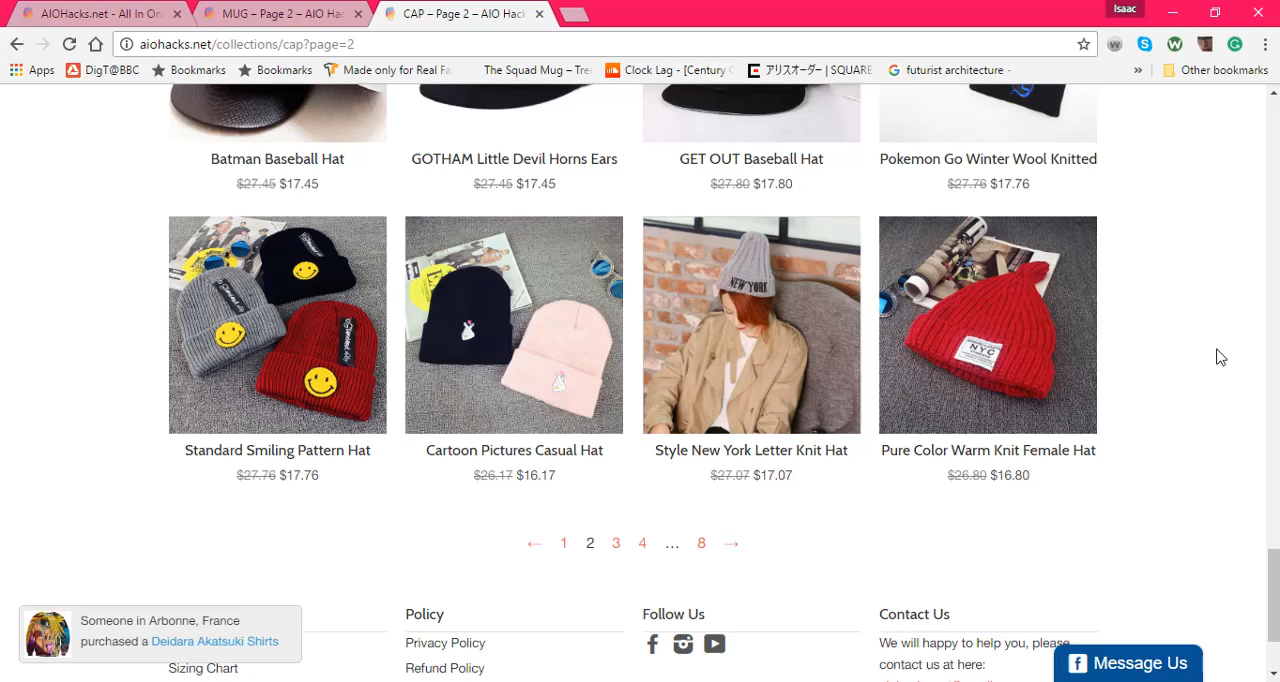 AIOHacks.net - All In On
MUG – Page 2 – AIO Hac
CAP – Page 2 – AIO Hack
Isaac
aiohacks.net/collections/cap?page=2
Apps
DigT@BBC
Bookmarks
Bookmarks
Made only for Real Fa
The Squad Mug – Tre
Clock Lag - [Century
アリスオーダー | SQUARE
futurist architecture -
»
Other bookmarks
Batman Baseball Hat
GOTHAM Little Devil Horns Ears
GET OUT Baseball Hat
Pokemon Go Winter Wool Knitted
$27.45 $17.45
$27.45 $17.45
$27.80 $17.80
$27.76 $17.76
NEW YORK
NYC
Standard Smiling Pattern Hat
Cartoon Pictures Casual Hat
Style New York Letter Knit Hat
Pure Color Warm Knit Female Hat
$27.76 $17.76
$26.17 $16.17
$27.07 $17.07
$26.80 $16.80
← 1 2 3 4 … 8 →
Someone in Arbonne, France
purchased a Deidara Akatsuki Shirts
Sizing Chart
Policy
Privacy Policy
Refund Policy
Follow Us
Contact Us
We will happy to help you, please
contact us at here:
Message Us